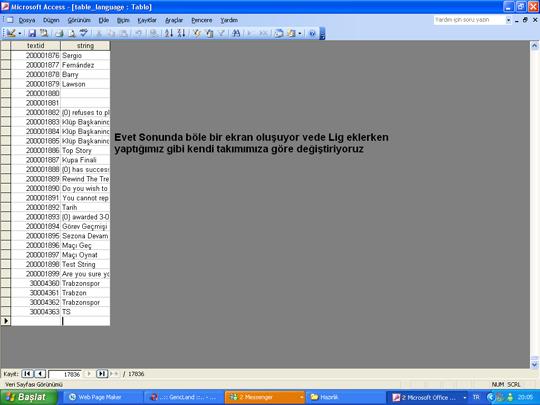 Microsoft Access - [table_language : Tablo]
Dosya Düzen Görünüm Ekle Biçim Kayıtlar Araçlar Pencere Yardım
Yardım için soru yazın
textid string
200001876 Sergio
200001877 Fernández
200001878 Barry
200001879 Lawson
200001880
200001881
200001882 {0} refuses to pl
200001883 Klüp Başkanınd
200001884 Klüp Başkanınd
200001885 Klüp Başkanınd
200001886 Top Story
200001887 Kupa Finali
200001888 {0} has success
200001889 Rewind The Tre
200001890 Do you wish to
200001891 You cannot rep
200001892 Tarih
200001893 {0} awarded 3-0
200001894 Görev Geçmişi
200001895 Sezona Devam
200001896 Maçı Geç
200001897 Maçı Oynat
200001898 Test String
200001899 Are you sure yo
30004360 Trabzonspor
30004361 Trabzon
30004362 Trabzonspor
30004363 TS
Evet Sonunda böle bir ekran oluşuyor vede Lig eklerken
yaptığımız gibi kendi takımımıza göre değiştiriyoruz
Kayıt: 17836 / 17836
Veri Sayfası Görünümü NUM SCRL
Başlat Web Page Maker ..:: GencLand ::.. - 2 Messenger Hazırlık 2 Microsoft Office ... TR 20:05